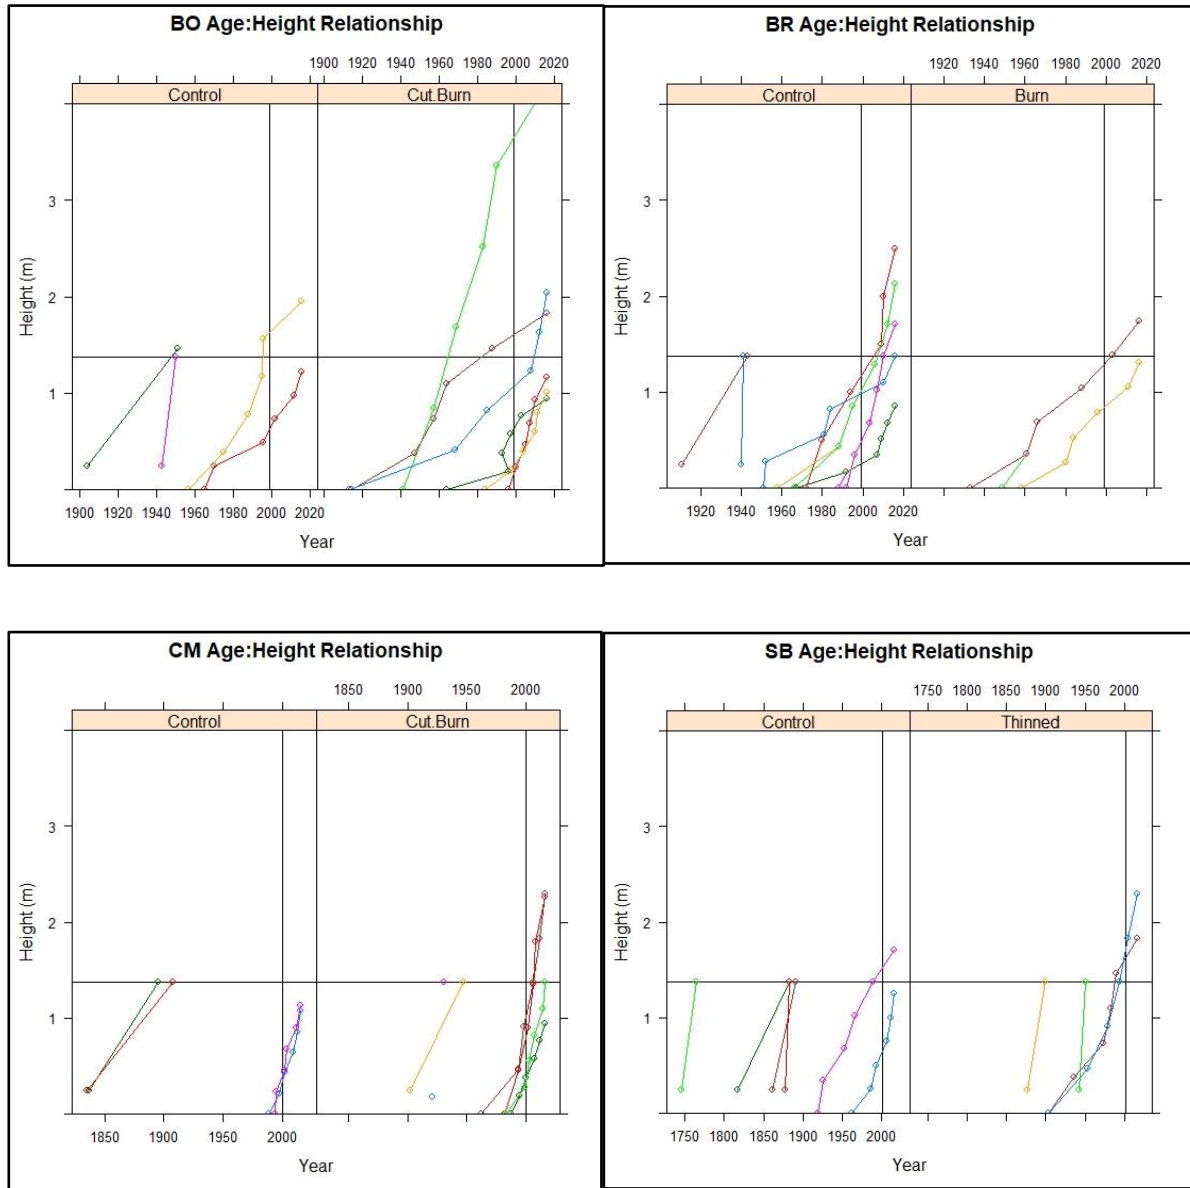 BO Age:Height Relationship
1900 1920 1940 1960 1980 2000 2020
Control Cut.Burn
3
2
1
Height (m)
1900 1920 1940 1960 1980 2000 2020
Year
BR Age:Height Relationship
1920 1940 1960 1980 2000 2020
Control Burn
3
2
1
Height (m)
1920 1940 1960 1980 2000 2020
Year
CM Age:Height Relationship
1850 1900 1950 2000
Control Cut.Burn
3
2
1
Height (m)
1850 1900 1950 2000
Year
SB Age:Height Relationship
1750 1800 1850 1900 1950 2000
Control Thinned
3
2
1
Height (m)
1750 1800 1850 1900 1950 2000
Year